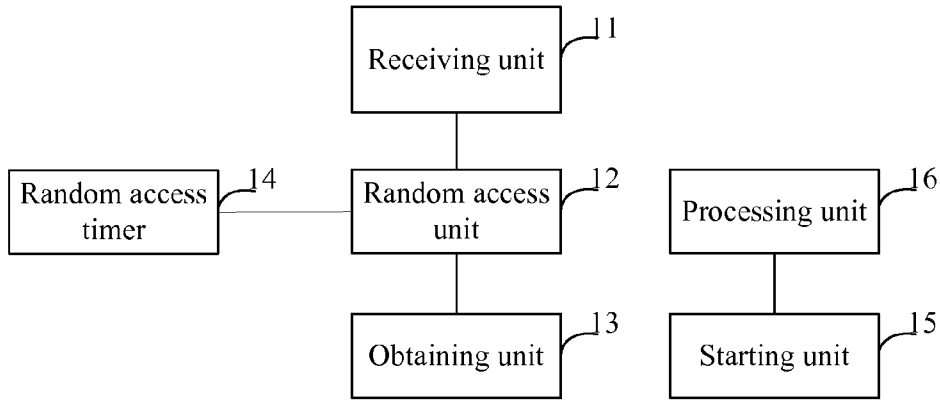 Receiving unit
11
Random access
timer
14
Random access
unit
12
Processing unit
16
Obtaining unit
13
Starting unit
15